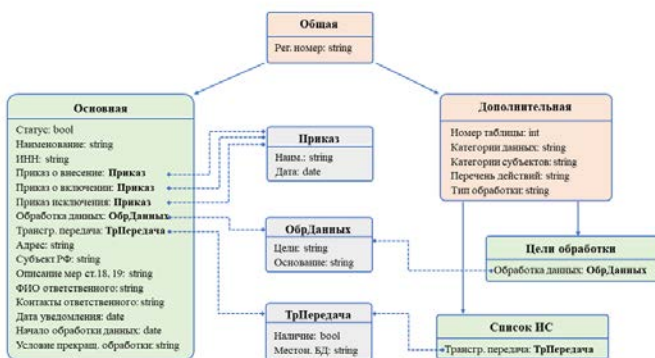 Общая
Рег. номер: string
Основная
Статус: bool
Наименование: string
ИНН: string
Приказ о внесение: Приказ
Приказ о включении: Приказ
Приказ исключения: Приказ
Обработка данных: ОбрДанных
Трансгр. передача: ТрПередача
Адрес: string
Субъект РФ: string
Описание мер ст.18, 19: string
ФИО ответственного: string
Контакты ответственного: string
Дата уведомления: date
Начало обработки данных: date
Условие прекращ. обработки: string
Приказ
Наим.: string
Дата: date
ОбрДанных
Цели: string
Основание: string
ТрПередача
Наличие: bool
Местон. БД: string
Дополнительная
Номер таблицы: int
Категории данных: string
Категории субъектов: string
Перечень действий: string
Тип обработки: string
Цели обработки
Обработка данных: ОбрДанных
Список ИС
Трансгр. передача: ТрПередача